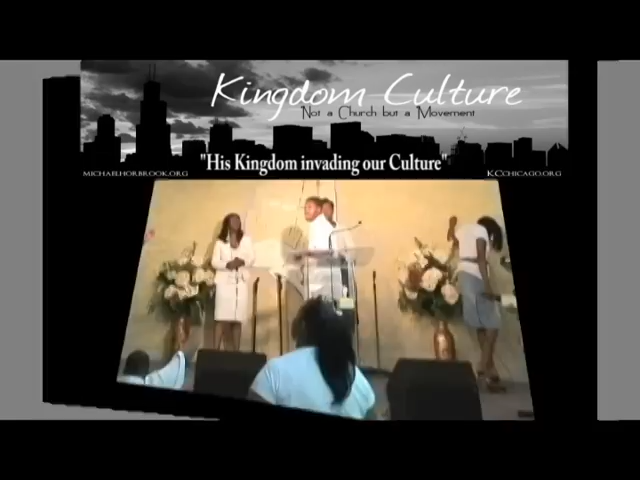 Kingdom Culture
Not a Church but a Movement
"His Kingdom invading our Culture"
MICHAELHORBROOK.ORG
KCCHICAGO.ORG